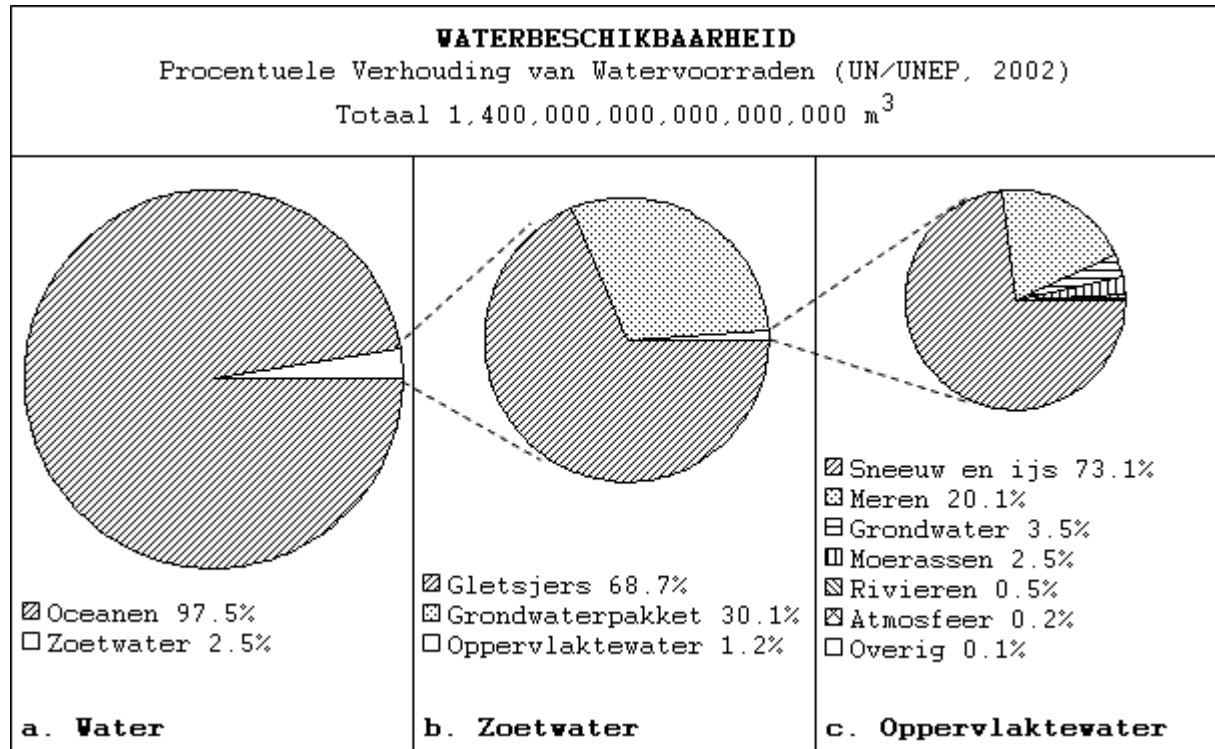 WATERBESCHIKBAARHEID
Procentuele Verhouding van Watervoorraden (UN/UNEP, 2002)
Totaal 1,400,000,000,000,000,000 m³
Oceanen 97.5%
Zoetwater 2.5%
a. Water
Gletsjers 68.7%
Grondwaterpakket 30.1%
Oppervlaktewater 1.2%
b. Zoetwater
Sneeuw en ijs 73.1%
Meren 20.1%
Grondwater 3.5%
Moerassen 2.5%
Rivieren 0.5%
Atmosfeer 0.2%
Overig 0.1%
c. Oppervlaktewater